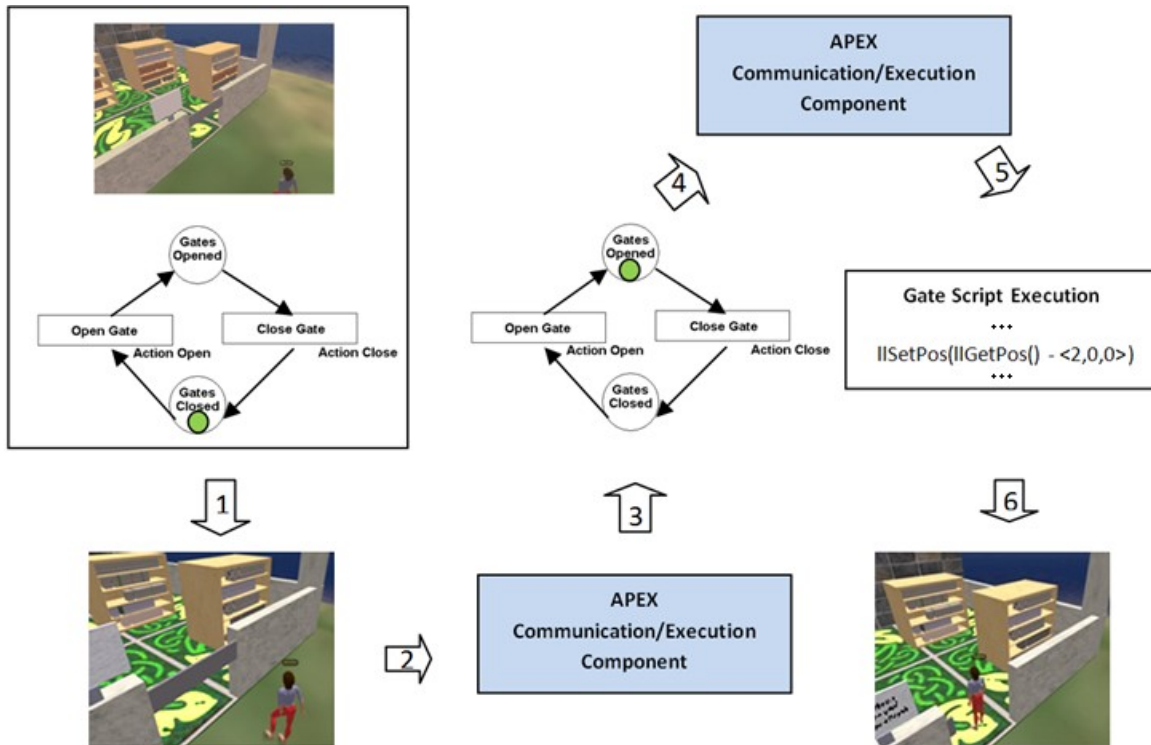 Gates
Opened
Open Gate
Close Gate
Action Open
Action Close
Gates
Closed
1
2
APEX
Communication/Execution
Component
3
Gates
Opened
Open Gate
Close Gate
Action Open
Action Close
Gates
Closed
4
APEX
Communication/Execution
Component
5
Gate Script Execution
...
llSetPos(llGetPos() - <2,0,0>)
...
6